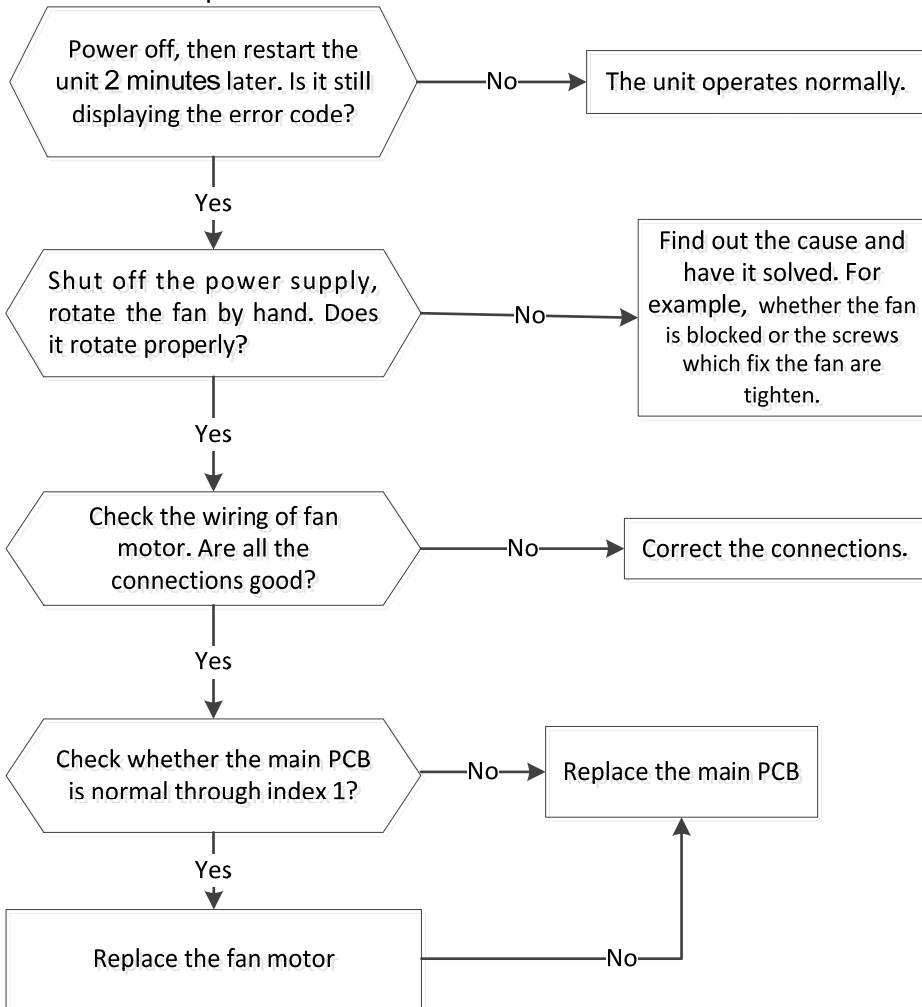 Power off, then restart the
unit 2 minutes later. Is it still
displaying the error code?
No
The unit operates normally.
Yes
Shut off the power supply,
rotate the fan by hand. Does
it rotate properly?
No
Find out the cause and
have it solved. For
example, whether the fan
is blocked or the screws
which fix the fan are
tighten.
Yes
Check the wiring of fan
motor. Are all the
connections good?
No
Correct the connections.
Yes
Check whether the main PCB
is normal through index 1?
No
Replace the main PCB
Yes
Replace the fan motor
No